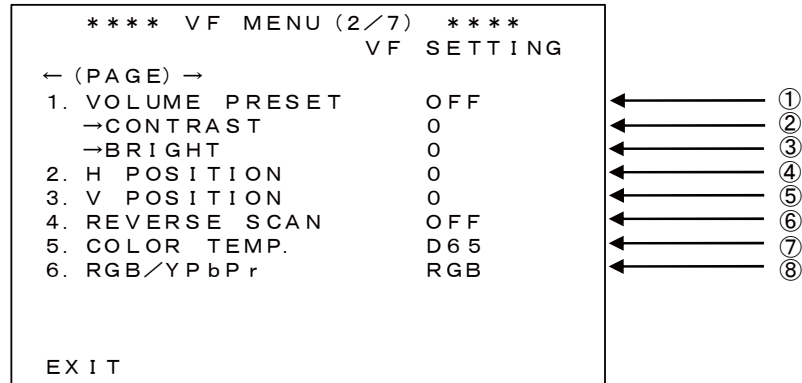 **** VF MENU(2/7) ****
VF SETTING
←(PAGE)→
1. VOLUME PRESET OFF ①
→CONTRAST 0 ②
→BRIGHT 0 ③
2. H POSITION 0 ④
3. V POSITION 0 ⑤
4. REVERSE SCAN OFF ⑥
5. COLOR TEMP. D65 ⑦
6. RGB/YPbPr RGB ⑧
EXIT